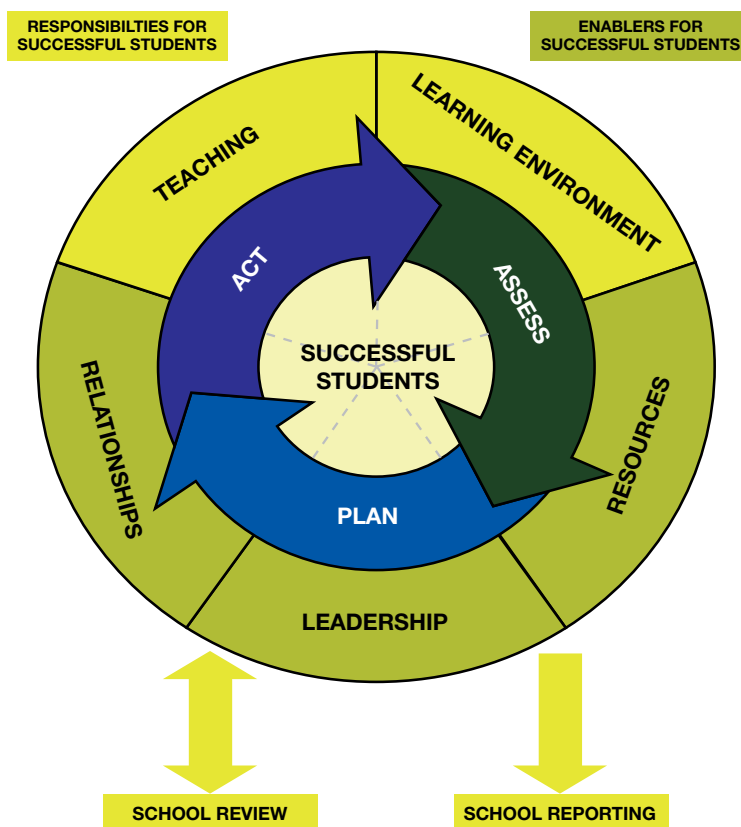 RESPONSIBILTIES FOR
SUCCESSFUL STUDENTS
ENABLERS FOR
SUCCESSFUL STUDENTS
TEACHING
LEARNING ENVIRONMENT
ACT
ASSESS
SUCCESSFUL
STUDENTS
RELATIONSHIPS
RESOURCES
PLAN
LEADERSHIP
SCHOOL REVIEW
SCHOOL REPORTING